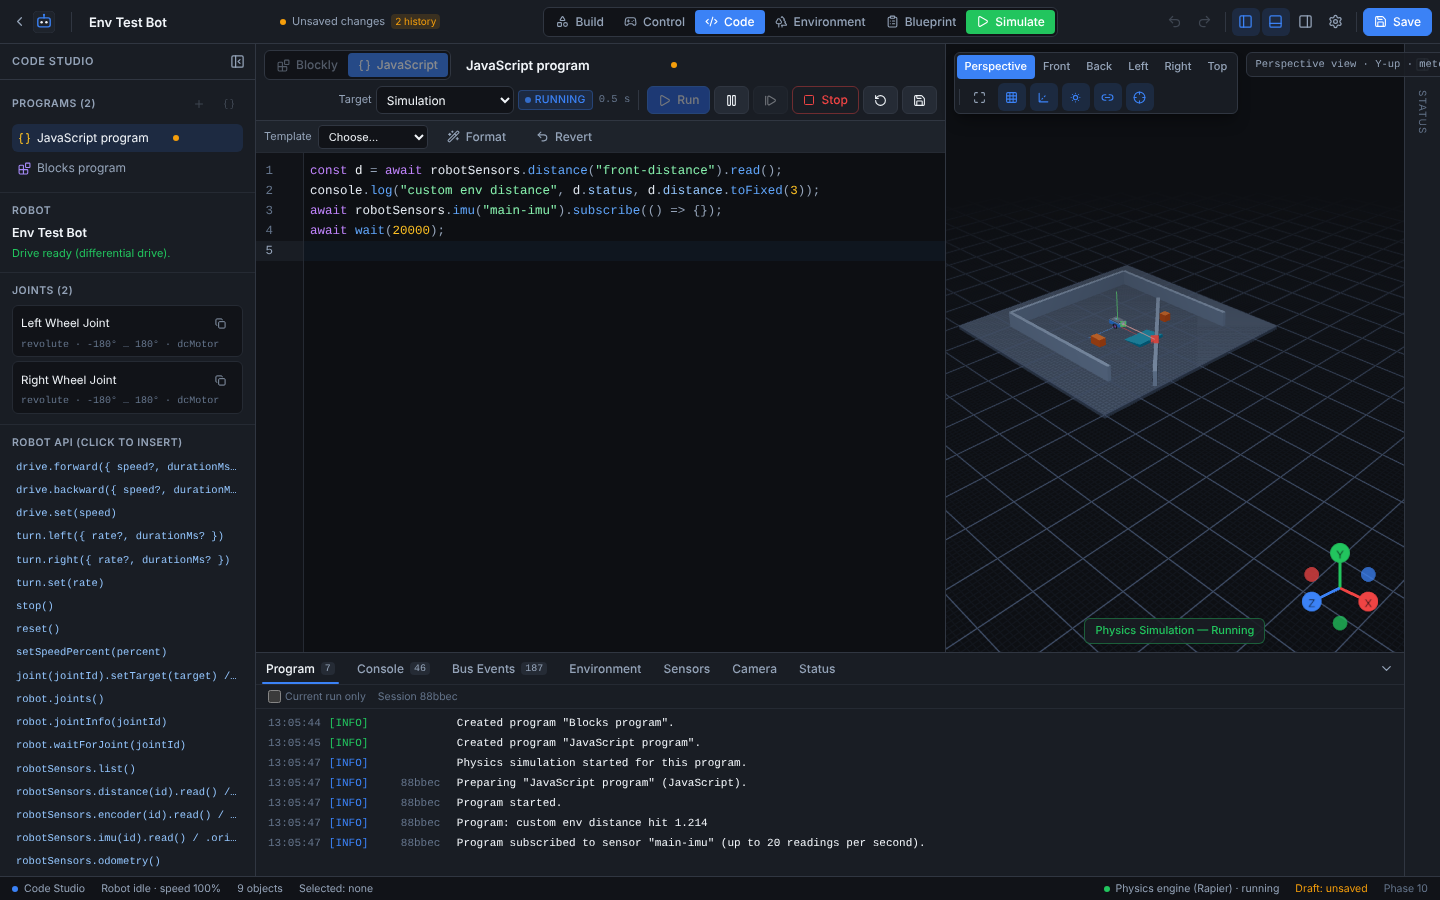 Env Test Bot
Unsaved changes
2 history
Build
Control
Code
Environment
Blueprint
Simulate
Save
CODE STUDIO
PROGRAMS (2)
JavaScript program
Blocks program
ROBOT
Env Test Bot
Drive ready (differential drive).
JOINTS (2)
Left Wheel Joint
revolute · -180° … 180° · dcMotor
Right Wheel Joint
revolute · -180° … 180° · dcMotor
ROBOT API (CLICK TO INSERT)
drive.forward({ speed?, durationMs…
drive.backward({ speed?, durationM…
drive.set(speed)
turn.left({ rate?, durationMs? })
turn.right({ rate?, durationMs? })
turn.set(rate)
stop()
reset()
setSpeedPercent(percent)
joint(jointId).setTarget(target) /…
robot.joints()
robot.jointInfo(jointId)
robot.waitForJoint(jointId)
robotSensors.list()
robotSensors.distance(id).read() /…
robotSensors.encoder(id).read() / …
robotSensors.imu(id).read() / .ori…
robotSensors.odometry()
Blockly
{} JavaScript
JavaScript program
Target
Simulation
RUNNING
0.5 s
Run
Stop
Template
Choose...
Format
Revert
1 const d = await robotSensors.distance("front-distance").read();
2 console.log("custom env distance", d.status, d.distance.toFixed(3));
3 await robotSensors.imu("main-imu").subscribe(() => {});
4 await wait(20000);
5
Perspective
Front
Back
Left
Right
Top
Perspective view · Y-up ·
STATUS
Y
Z
X
Physics Simulation — Running
Program 7
Console 46
Bus Events 187
Environment
Sensors
Camera
Status
Current run only
Session 88bbec
13:05:44 [INFO] Created program "Blocks program".
13:05:45 [INFO] Created program "JavaScript program".
13:05:47 [INFO] Physics simulation started for this program.
13:05:47 [INFO] 88bbec Preparing "JavaScript program" (JavaScript).
13:05:47 [INFO] 88bbec Program started.
13:05:47 [INFO] 88bbec Program: custom env distance hit 1.214
13:05:47 [INFO] 88bbec Program subscribed to sensor "main-imu" (up to 20 readings per second).
Code Studio
Robot idle · speed 100%
9 objects
Selected: none
Physics engine (Rapier) · running
Draft: unsaved
Phase 10